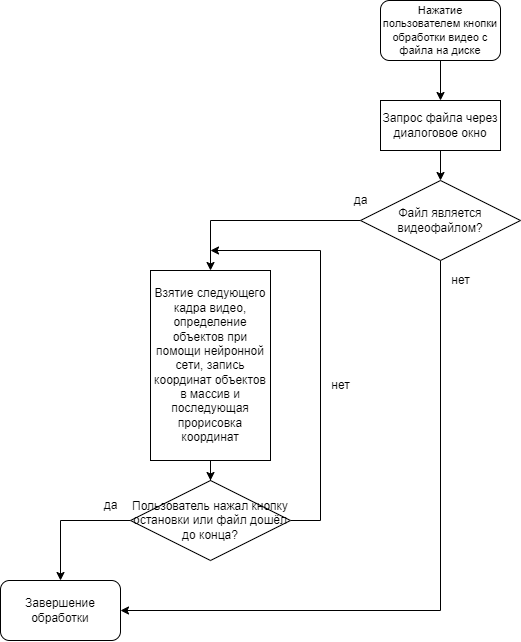 Нажатие
пользователем кнопки
обработки видео с
файла на диске
Запрос файла через
диалоговое окно
да
Файл является
видеофайлом?
нет
Взятие следующего
кадра видео,
определение
объектов при
помощи нейронной
сети, запись
координат объектов
в массив и
последующая
прорисовка
координат
нет
да
Пользователь нажал кнопку
остановки или файл дошёл
до конца?
Завершение
обработки